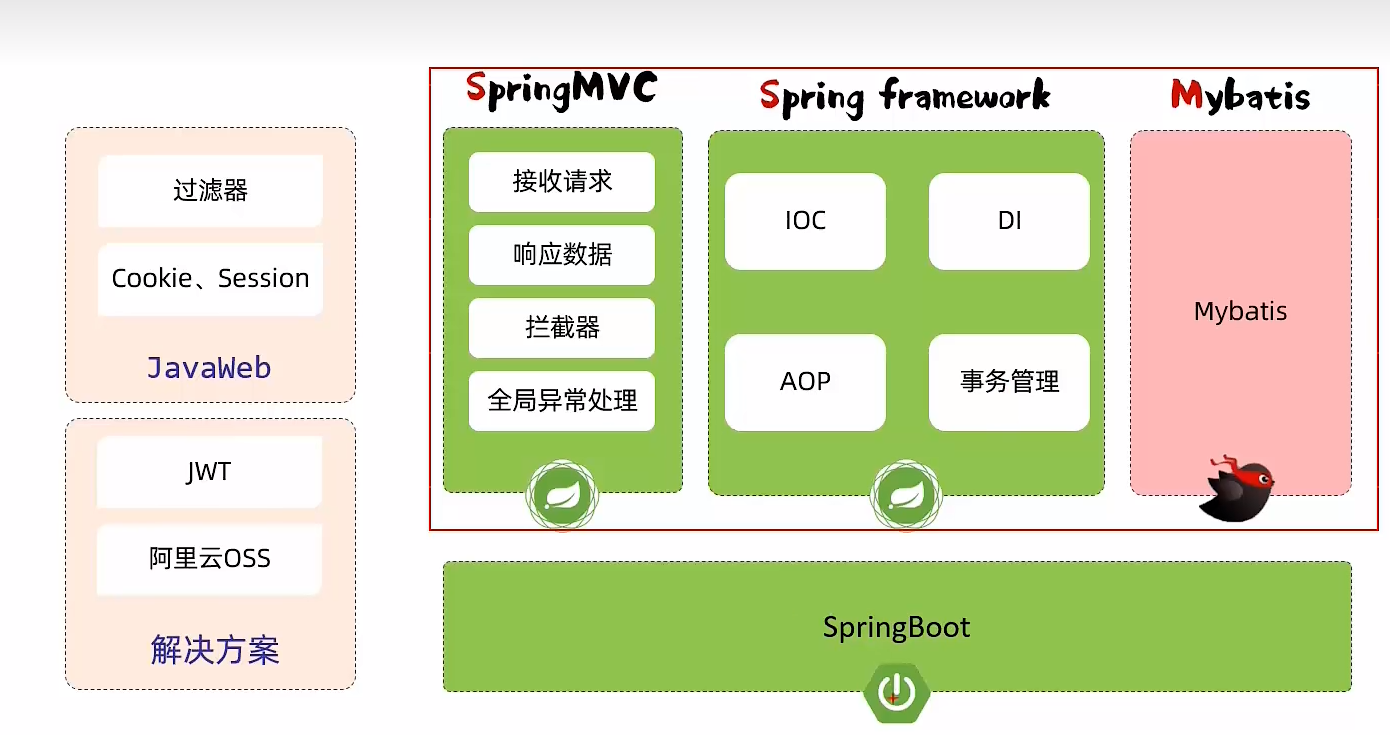 过滤器
Cookie、Session
JavaWeb
JWT
阿里云OSS
解决方案
SpringMVC
接收请求
响应数据
拦截器
全局异常处理
Spring framework
IOC
DI
AOP
事务管理
Mybatis
Mybatis
SpringBoot